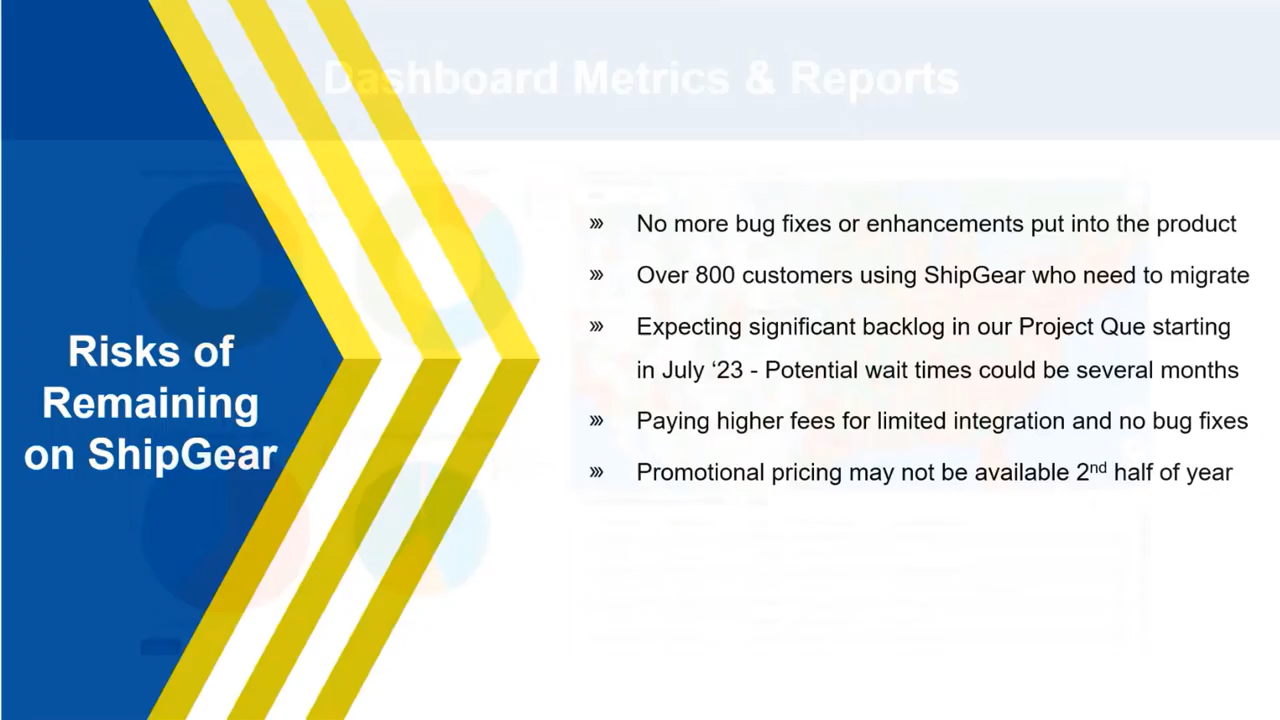 Dashboard Metrics & Reports
Risks of
Remaining
on ShipGear
» No more bug fixes or enhancements put into the product
» Over 800 customers using ShipGear who need to migrate
» Expecting significant backlog in our Project Que starting
in July ‘23 - Potential wait times could be several months
» Paying higher fees for limited integration and no bug fixes
» Promotional pricing may not be available 2nd half of year